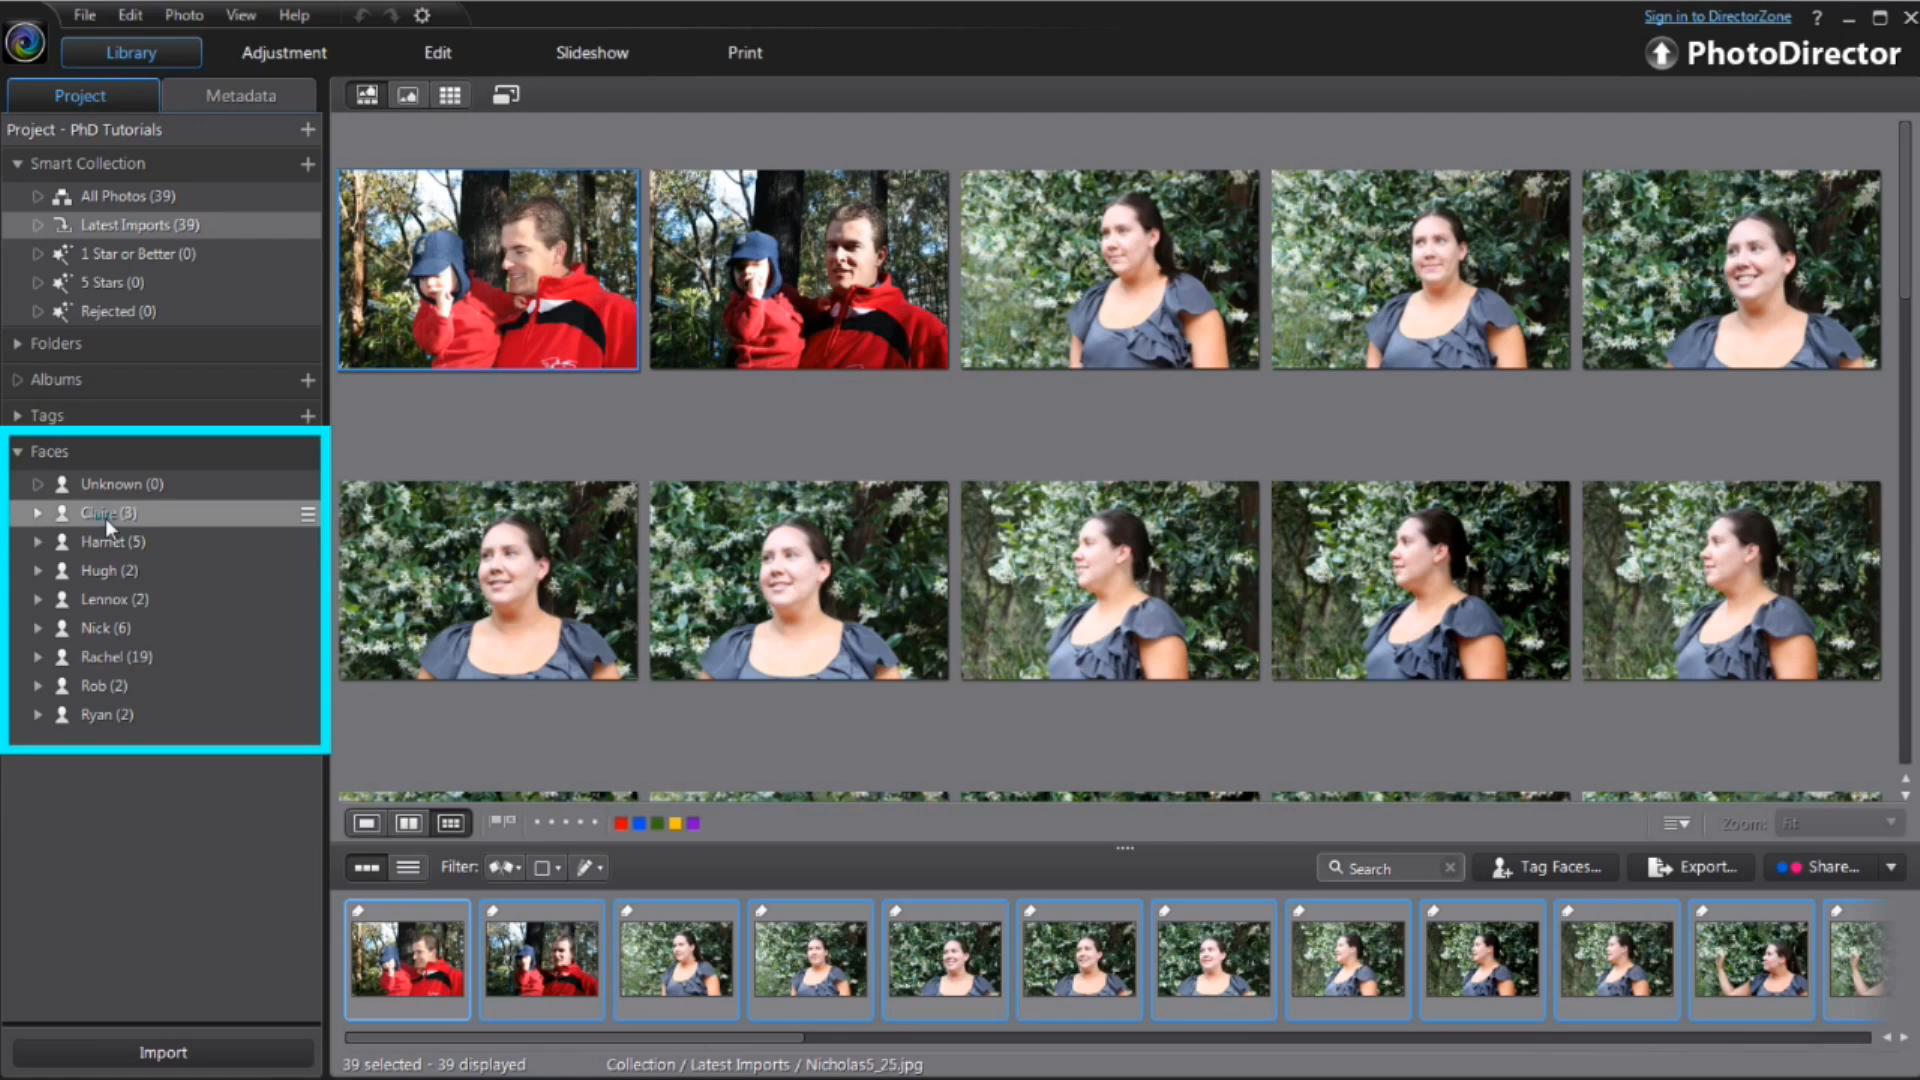 File Edit Photo View Help
Sign in to DirectorZone ?
Library Adjustment Edit Slideshow Print
PhotoDirector
Project Metadata
Project - PhD Tutorials
Smart Collection
All Photos (39)
Latest Imports (39)
1 Star or Better (0)
5 Stars (0)
Rejected (0)
Folders
Albums
Tags
Faces
Unknown (0)
Claire (3)
Harriet (5)
Hugh (2)
Lennox (2)
Nick (6)
Rachel (19)
Rob (2)
Ryan (2)
Zoom: Fit
Filter: Search Tag Faces... Export... Share...
Import
39 selected - 39 displayed Collection / Latest Imports / Nicholas5_25.jpg